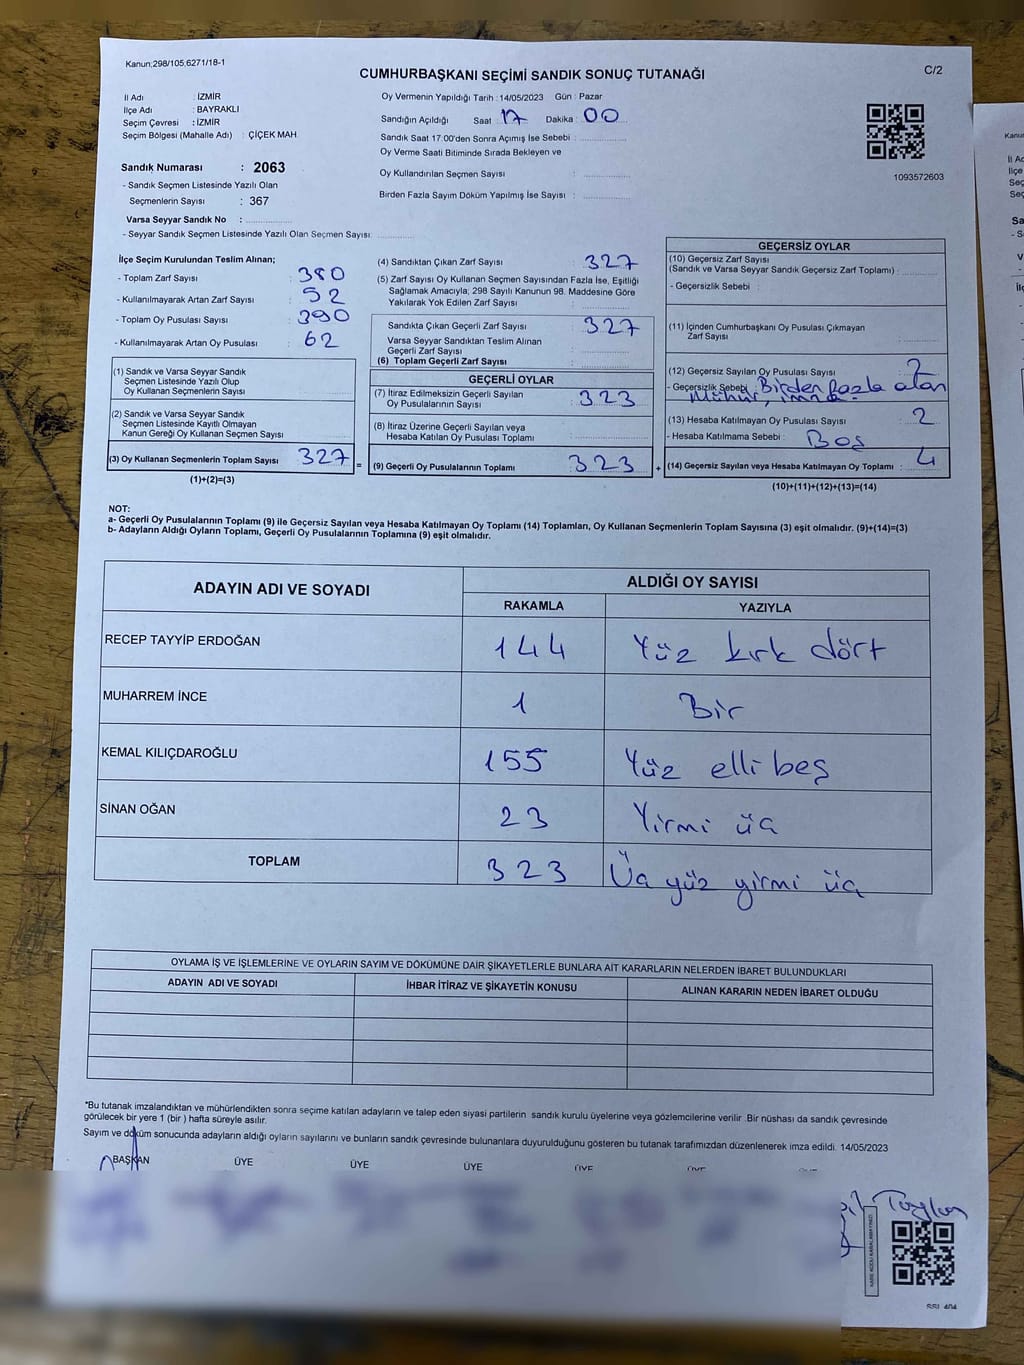 Kanun:298/105,6271/18-1
CUMHURBAŞKANI SEÇİMİ SANDIK SONUÇ TUTANAĞI
C/2
İl Adı : İZMİR
İlçe Adı : BAYRAKLI
Seçim Çevresi : İZMİR
Seçim Bölgesi (Mahalle Adı) : ÇİÇEK MAH.
Sandık Numarası : 2063
- Sandık Seçmen Listesinde Yazılı Olan
Seçmenlerin Sayısı : 367
Varsa Seyyar Sandık No :
- Seyyar Sandık Seçmen Listesinde Yazılı Olan Seçmen Sayısı:
Oy Vermenin Yapıldığı Tarih : 14/05/2023 Gün : Pazar
Sandığın Açıldığı Saat : 17 Dakika : 00
Sandık Saat 17:00'den Sonra Açımış İse Sebebi :
Oy Verme Saati Bitiminde Sırada Bekleyen ve
Oy Kullandırılan Seçmen Sayısı :
Birden Fazla Sayım Döküm Yapılmış İse Sayısı :
1093572603
İlçe Seçim Kurulundan Teslim Alınan;
- Toplam Zarf Sayısı : 380
- Kullanılmayarak Artan Zarf Sayısı : 52
- Toplam Oy Pusulası Sayısı : 390
- Kullanılmayarak Artan Oy Pusulası : 62
(1) Sandık ve Varsa Seyyar Sandık
Seçmen Listesinde Yazılı Olup
Oy Kullanan Seçmenlerin Sayısı
(2) Sandık ve Varsa Seyyar Sandık
Seçmen Listesinde Kayıtlı Olmayan
Kanun Gereği Oy Kullanan Seçmen Sayısı
(3) Oy Kullanan Seçmenlerin Toplam Sayısı 327 =
(1)+(2)=(3)
(4) Sandıktan Çıkan Zarf Sayısı : 327
(5) Zarf Sayısı Oy Kullanan Seçmen Sayısından Fazla İse, Eşitliği
Sağlamak Amacıyla; 298 Sayılı Kanunun 98. Maddesine Göre
Yakılarak Yok Edilen Zarf Sayısı :
Sandıkta Çıkan Geçerli Zarf Sayısı : 327
Varsa Seyyar Sandıktan Teslim Alınan
Geçerli Zarf Sayısı :
(6) Toplam Geçerli Zarf Sayısı :
GEÇERLİ OYLAR
(7) İtiraz Edilmeksizin Geçerli Sayılan
Oy Pusulalarının Sayısı : 323
(8) İtiraz Üzerine Geçerli Sayılan veya
Hesaba Katılan Oy Pusulası Toplamı :
(9) Geçerli Oy Pusulalarının Toplamı : 323 +
GEÇERSİZ OYLAR
(10) Geçersiz Zarf Sayısı
(Sandık ve Varsa Seyyar Sandık Geçersiz Zarf Toplamı) :
- Geçersizlik Sebebi :
(11) İçinden Cumhurbaşkanı Oy Pusulası Çıkmayan
Zarf Sayısı :
(12) Geçersiz Sayılan Oy Pusulası Sayısı : 2
- Geçersizlik Sebebi : Birden fazla atan
Mühür, imza.
(13) Hesaba Katılmayan Oy Pusulası Sayısı : 2
- Hesaba Katılmama Sebebi : Boş
(14) Geçersiz Sayılan veya Hesaba Katılmayan Oy Toplamı : 4
(10)+(11)+(12)+(13)=(14)
NOT:
a- Geçerli Oy Pusulalarının Toplamı (9) ile Geçersiz Sayılan veya Hesaba Katılmayan Oy Toplamı (14) Toplamları, Oy Kullanan Seçmenlerin Toplam Sayısına (3) eşit olmalıdır. (9)+(14)=(3)
b- Adayların Aldığı Oyların Toplamı, Geçerli Oy Pusulalarının Toplamına (9) eşit olmalıdır.
ADAYIN ADI VE SOYADI ALDIĞI OY SAYISI
RAKAMLA YAZIYLA
RECEP TAYYİP ERDOĞAN 144 Yüz kırk dört
MUHARREM İNCE 1 Bir
KEMAL KILIÇDAROĞLU 155 Yüz elli beş
SİNAN OĞAN 23 Yirmi üç
TOPLAM 323 Üç yüz yirmi üç
OYLAMA İŞ VE İŞLEMLERİNE VE OYLARIN SAYIM VE DÖKÜMÜNE DAİR ŞİKAYETLERLE BUNLARA AİT KARARLARIN NELERDEN İBARET BULUNDUKLARI
ADAYIN ADI VE SOYADI İHBAR İTİRAZ VE ŞİKAYETİN KONUSU ALINAN KARARIN NEDEN İBARET OLDUĞU
*Bu tutanak imzalandıktan ve mühürlendikten sonra seçime katılan adayların ve talep eden siyasi partilerin sandık kurulu üyelerine veya gözlemcilerine verilir .Bir nüshası da sandık çevresinde
görülecek bir yere 1 (bir ) hafta süreyle asılır.
Sayım ve döküm sonucunda adayların aldığı oyların sayılarını ve bunların sandık çevresinde bulunanlara duyurulduğunu gösteren bu tutanak tarafımızdan düzenlenerek imza edildi. 14/05/2023
BAŞKAN ÜYE ÜYE ÜYE ÜYE